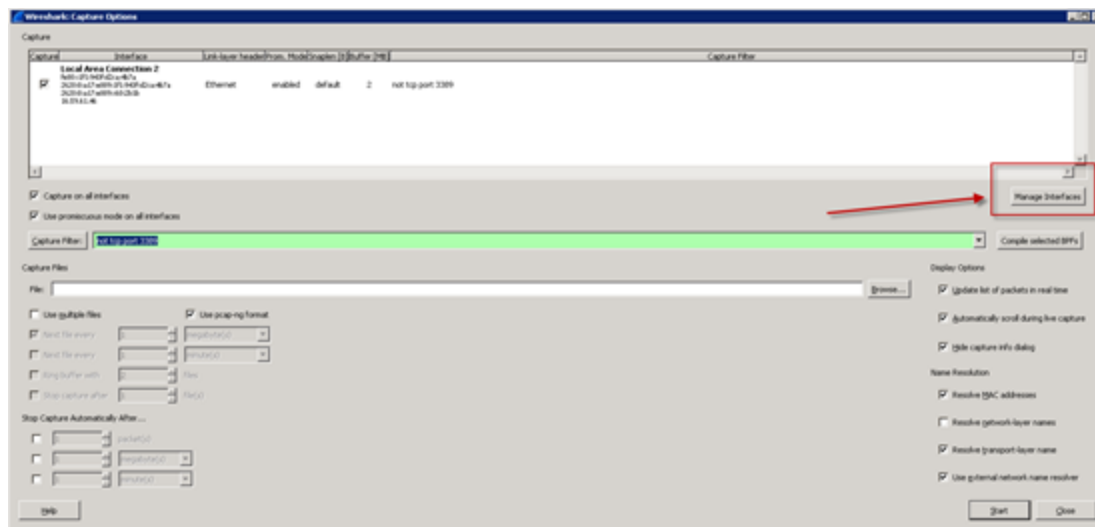 Wireshark: Capture Options
Capture
Capture Interface Link-layer header Prom. Mode Snaplen [B] Buffer [MB] Capture Filter
Local Area Connection 2
Ethernet enabled default 2 not tcp port 3389
Capture on all interfaces
Manage Interfaces
Use promiscuous mode on all interfaces
Capture Filter: not tcp port 3389 Compile selected BPFs
Capture Files Display Options
File: Browse... Update list of packets in real time
Use multiple files Use pcap-ng format
Automatically scroll during live capture
Next file every megabyte(s)
Next file every minute(s) Hide capture info dialog
Ring buffer with 2 files Name Resolution
Stop capture after 1 file(s) Resolve MAC addresses
Stop Capture Automatically After...
Resolve network-layer names
1 packet(s)
Resolve transport-layer name
1 megabyte(s)
1 minute(s) Use external network name resolver
Help Start Close